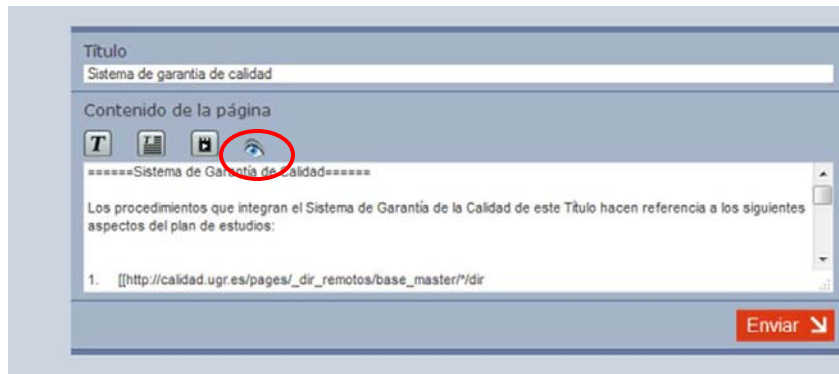 Título
Sistema de garantia de calidad
Contenido de la página
T T
======Sistema de Garantía de Calidad======
Los procedimientos que integran el Sistema de Garantía de la Calidad de este Título hacen referencia a los siguientes
aspectos del plan de estudios:
1. [[http://calidad.ugr.es/pages/_dir_remotos/base_master/*/dir
Enviar